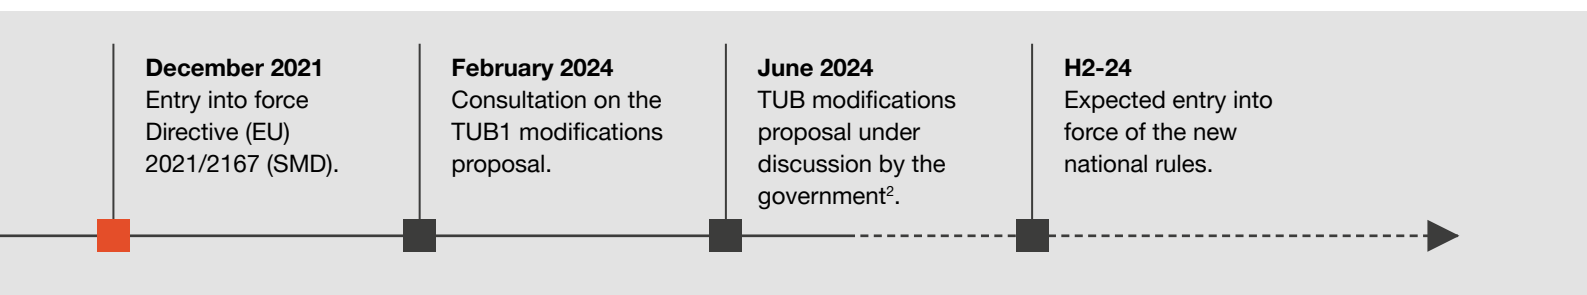 December 2021
Entry into force
Directive (EU)
2021/2167 (SMD).
February 2024
Consultation on the
TUB1 modifications
proposal.
June 2024
TUB modifications
proposal under
discussion by the
government².
H2-24
Expected entry into
force of the new
national rules.